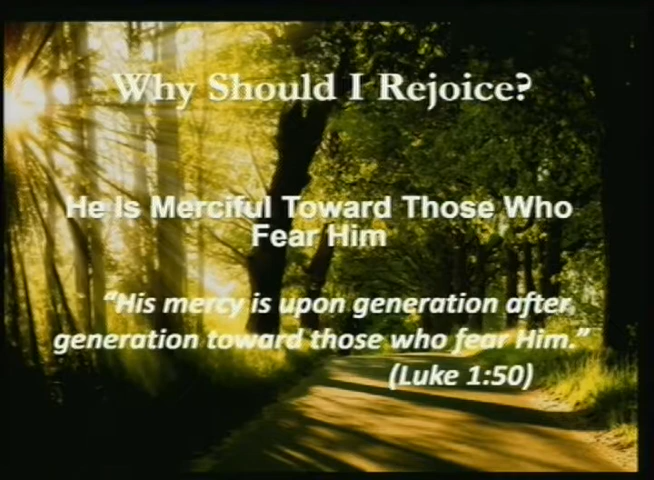 Why Should I Rejoice?
He Is Merciful Toward Those Who
Fear Him
“His mercy is upon generation after
generation toward those who fear Him.”
(Luke 1:50)